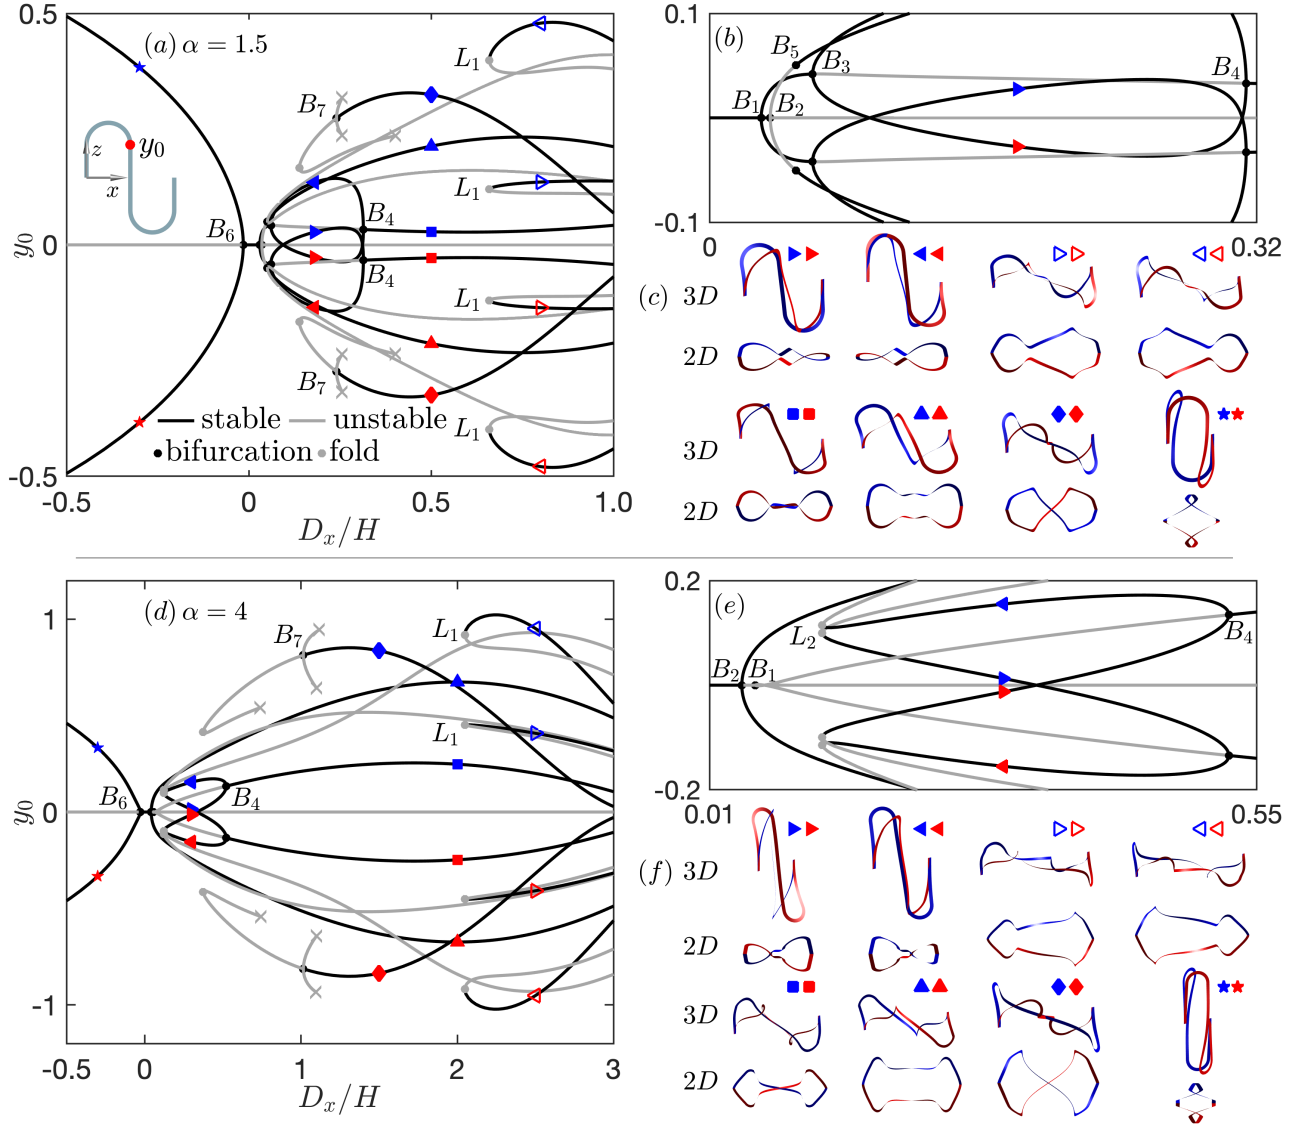 0.5
(a) α = 1.5
L₁
B₇
y₀
z
x
L₁
B₄
B₆
y₀
0
B₄
L₁
B₇
stable
unstable
L₁
bifurcation
fold
-0.5
-0.5
0
0.5
1.0
Dₓ/H
0.1
(b)
B₅
B₃
B₄
B₁
B₂
-0.1
0
0.32
(c)
3D
2D
3D
2D
(d) α = 4
1
B₇
L₁
L₁
B₆
B₄
y₀
0
-1
-0.5
0
1
2
3
Dₓ/H
0.2
(e)
L₂
B₄
B₂
B₁
-0.2
0.01
0.55
(f)
3D
2D
3D
2D